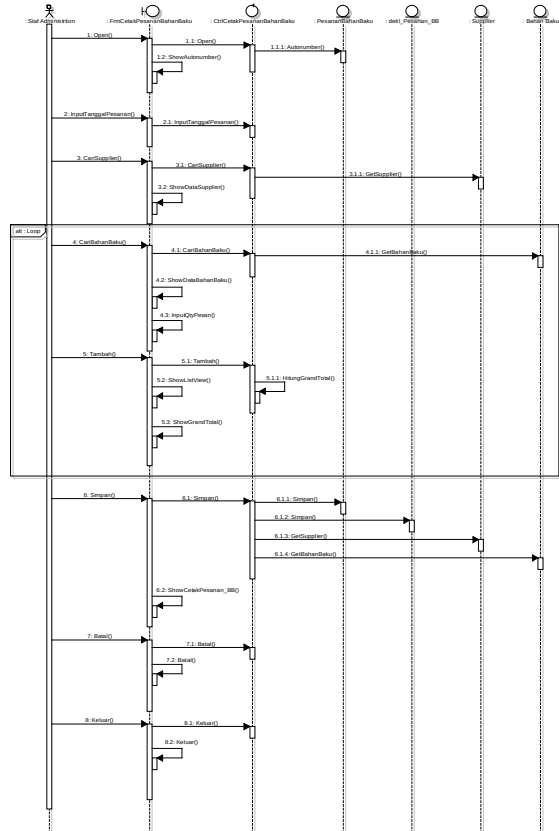 : Staf Administrition
: FrmCetakPesananBahanBaku
: CtrlCetakPesananBahanBaku
: PesananBahanBaku
: detil_Pesanan_BB
: Supplier
: Bahan Baku
1: Open()
1.1: Open()
1.1.1: Autonumber()
1.2: ShowAutonumber()
2: InputTanggalPesanan()
2.1: InputTanggalPesanan()
3: CariSupplier()
3.1: CariSupplier()
3.1.1: GetSupplier()
3.2: ShowDataSupplier()
alt : Loop
4: CariBahanBaku()
4.1: CariBahanBaku()
4.1.1: GetBahanBaku()
4.2: ShowDataBahanBaku()
4.3: InputQtyPesan()
5: Tambah()
5.1: Tambah()
5.1.1: HitungGrandTotal()
5.2: ShowListView()
5.3: ShowGrandTotal()
6: Simpan()
6.1: Simpan()
6.1.1: Simpan()
6.1.2: Simpan()
6.1.3: GetSupplier()
6.1.4: GetBahanBaku()
6.2: ShowCetakPesanan_BB()
7: Batal()
7.1: Batal()
7.2: Batal()
8: Keluar()
8.1: Keluar()
8.2: Keluar()